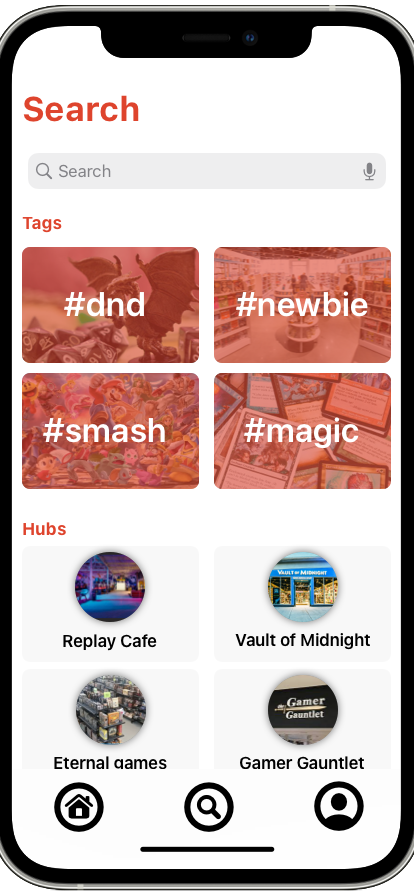 Search
Search
Tags
#dnd
#newbie
#smash
#magic
Hubs
VAULT OF MIDNIGHT
Replay Cafe
Vault of Midnight
Gamer
Gauntlet
Eternal games
Gamer Gauntlet